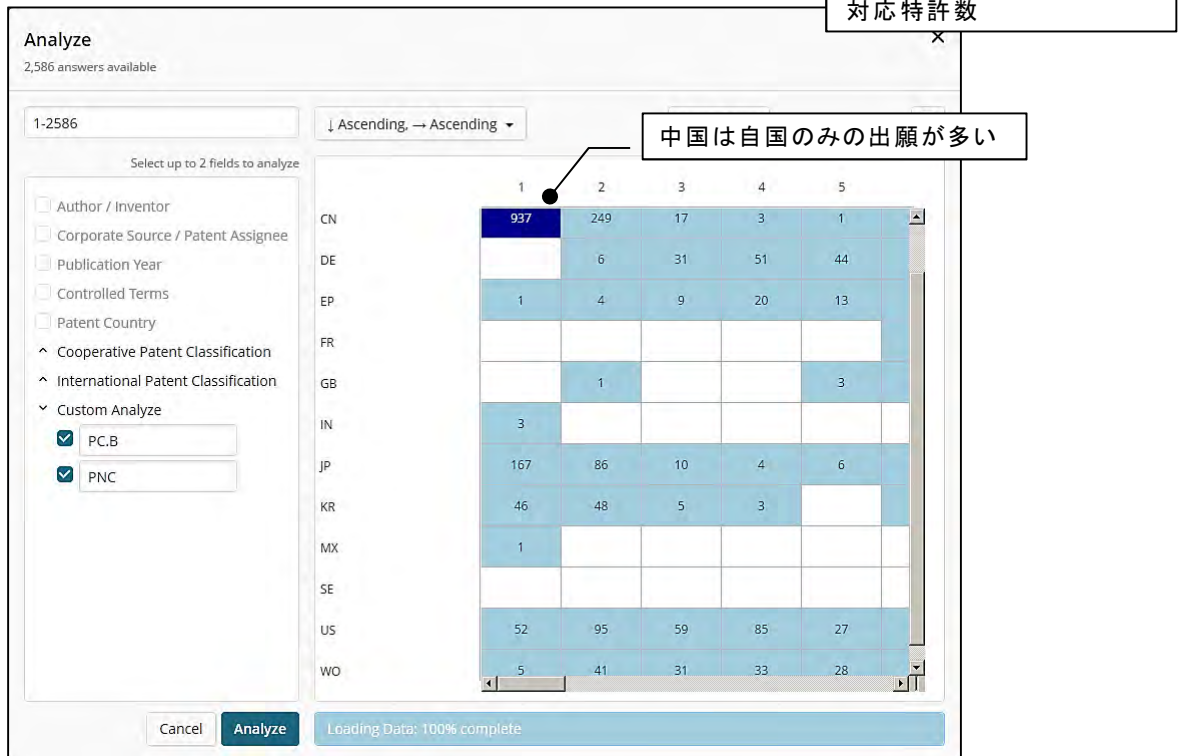 対応特許数
Analyze
2,586 answers available
1-2586
↓ Ascending, → Ascending
中国は自国のみの出願が多い
Select up to 2 fields to analyze
Author / Inventor
Corporate Source / Patent Assignee
Publication Year
Controlled Terms
Patent Country
Cooperative Patent Classification
International Patent Classification
Custom Analyze
PC.B
PNC
1 2 3 4 5
CN 937 249 17 3 1
DE 6 31 51 44
EP 1 4 9 20 13
FR
GB 1 3
IN 3
JP 167 86 10 4 6
KR 46 48 5 3
MX 1
SE
US 52 95 59 85 27
WO 5 41 31 33 28
Cancel Analyze Loading Data: 100% complete